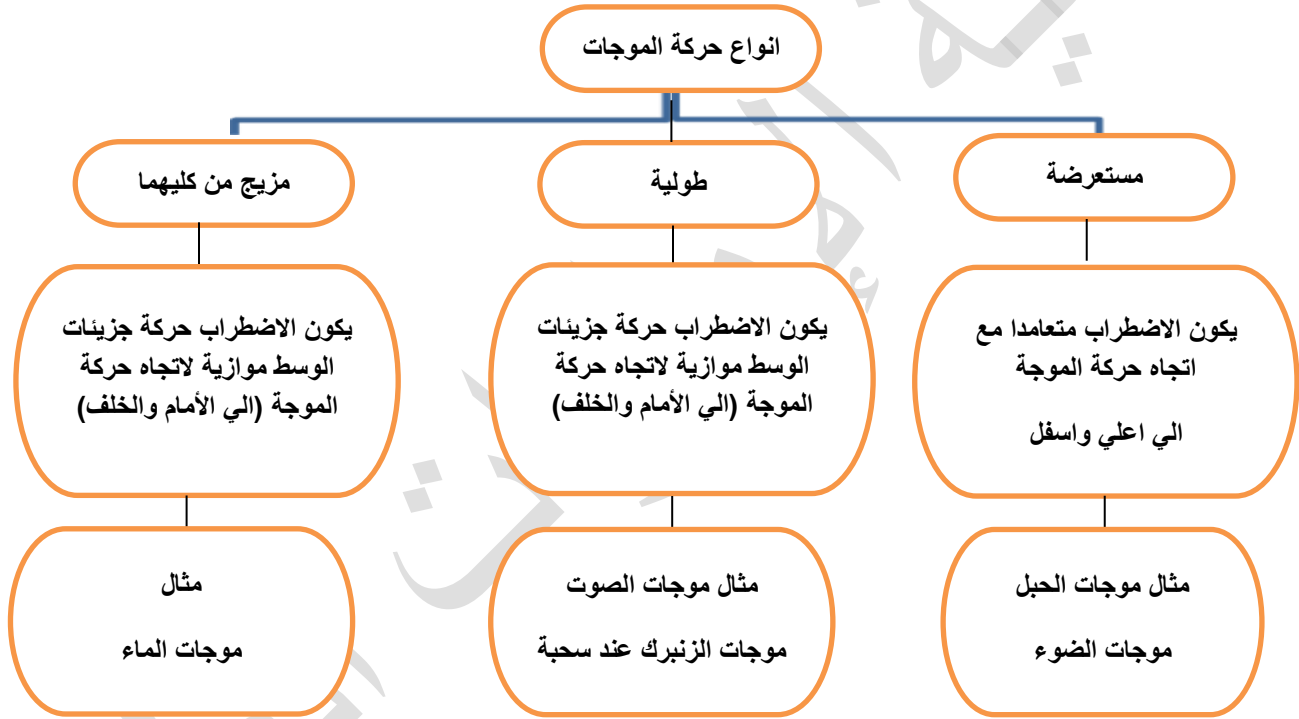 انواع حركة الموجات
مستعرضة
طولية
مزيج من كليهما
يكون الاضطراب متعامدا مع
اتجاه حركة الموجة
الي اعلي واسفل
يكون الاضطراب حركة جزيئات
الوسط موازية لاتجاه حركة
الموجة (الي الأمام والخلف)
يكون الاضطراب حركة جزيئات
الوسط موازية لاتجاه حركة
الموجة (الي الأمام والخلف)
مثال موجات الحبل
موجات الضوء
مثال موجات الصوت
موجات الزنبرك عند سحبة
مثال
موجات الماء